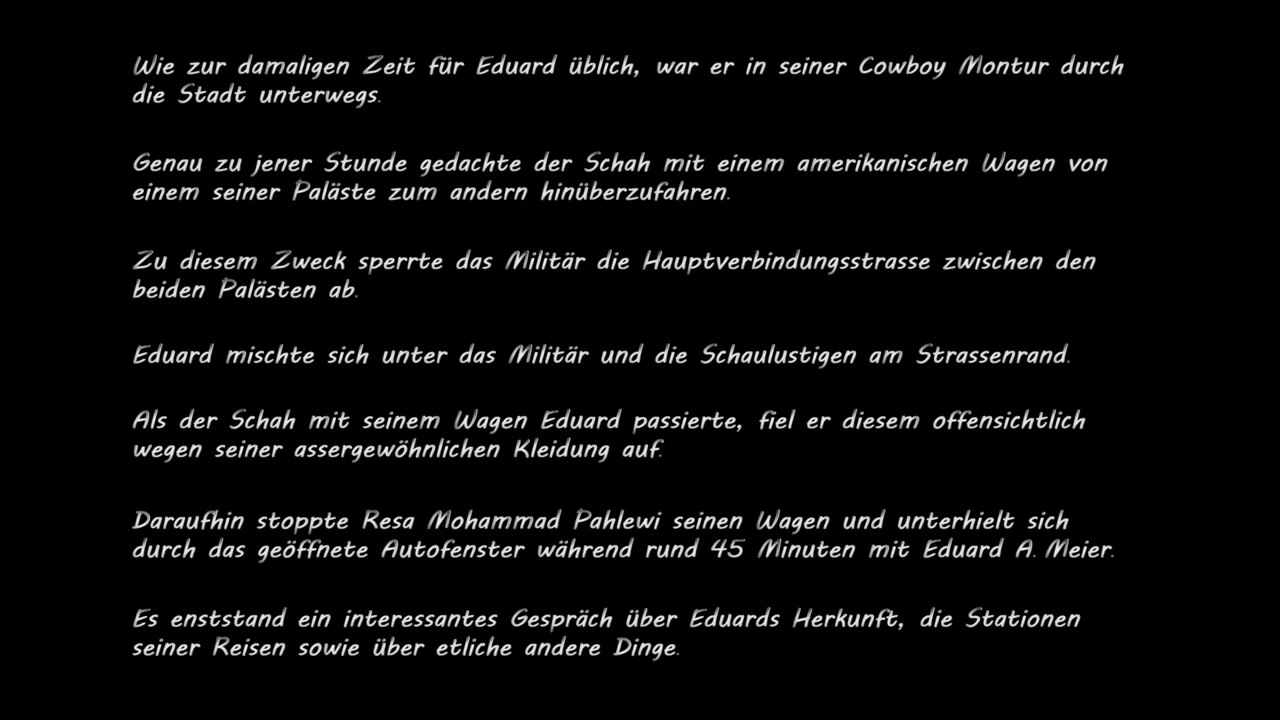 Wie zur damaligen Zeit für Eduard üblich, war er in seiner Cowboy Montur durch
die Stadt unterwegs.
Genau zu jener Stunde gedachte der Schah mit einem amerikanischen Wagen von
einem seiner Paläste zum andern hinüberzufahren.
Zu diesem Zweck sperrte das Militär die Hauptverbindungsstrasse zwischen den
beiden Palästen ab.
Eduard mischte sich unter das Militär und die Schaulustigen am Strassenrand.
Als der Schah mit seinem Wagen Eduard passierte, fiel er diesem offensichtlich
wegen seiner assergewöhnlichen Kleidung auf.
Daraufhin stoppte Resa Mohammad Pahlewi seinen Wagen und unterhielt sich
durch das geöffnete Autofenster während rund 45 Minuten mit Eduard A. Meier.
Es enststand ein interessantes Gespräch über Eduards Herkunft, die Stationen
seiner Reisen sowie über etliche andere Dinge.